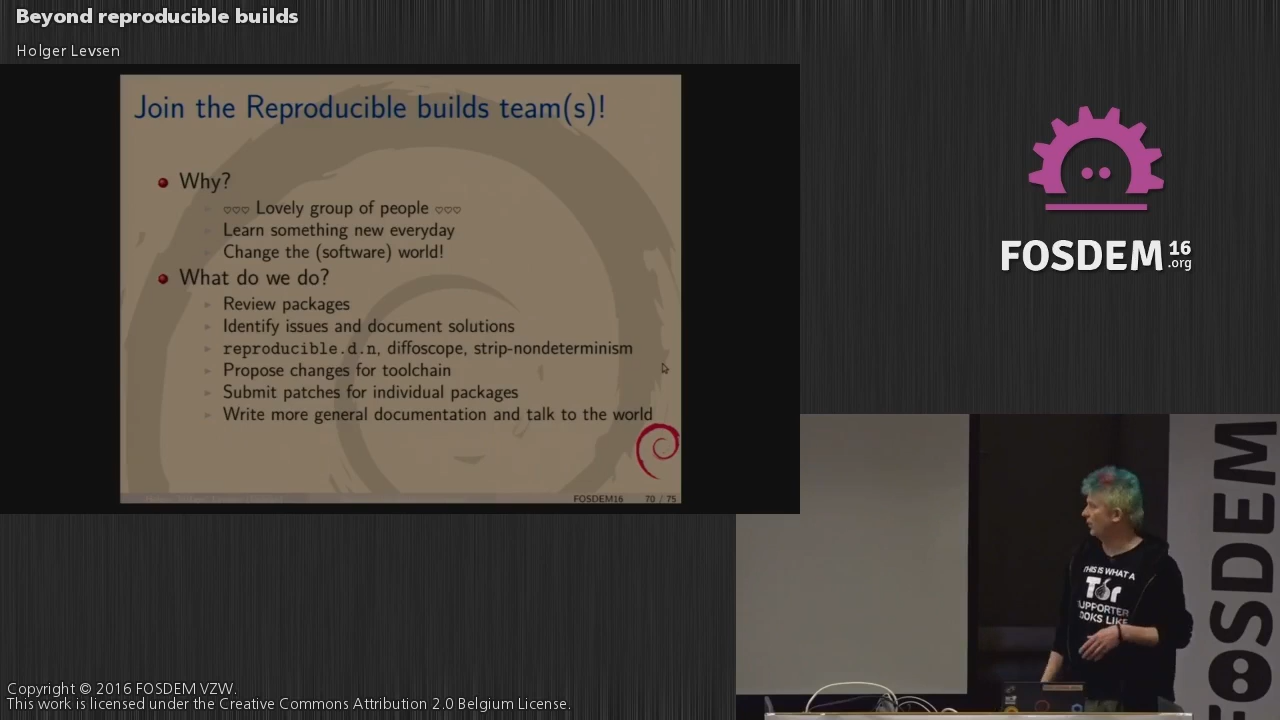 Beyond reproducible builds
Holger Levsen
Join the Reproducible builds team(s)!
Why?
♡♡♡ Lovely group of people ♡♡♡
Learn something new everyday
Change the (software) world!
What do we do?
Review packages
Identify issues and document solutions
reproducible.d.n, diffoscope, strip-nondeterminism
Propose changes for toolchain
Submit patches for individual packages
Write more general documentation and talk to the world
FOSDEM16 70 / 75
FOSDEM 16
.org
THIS IS WHAT A
Tor
SUPPORTER
LOOKS LIKE
FOSDEM
Copyright © 2016 FOSDEM VZW.
This work is licensed under the Creative Commons Attribution 2.0 Belgium License.